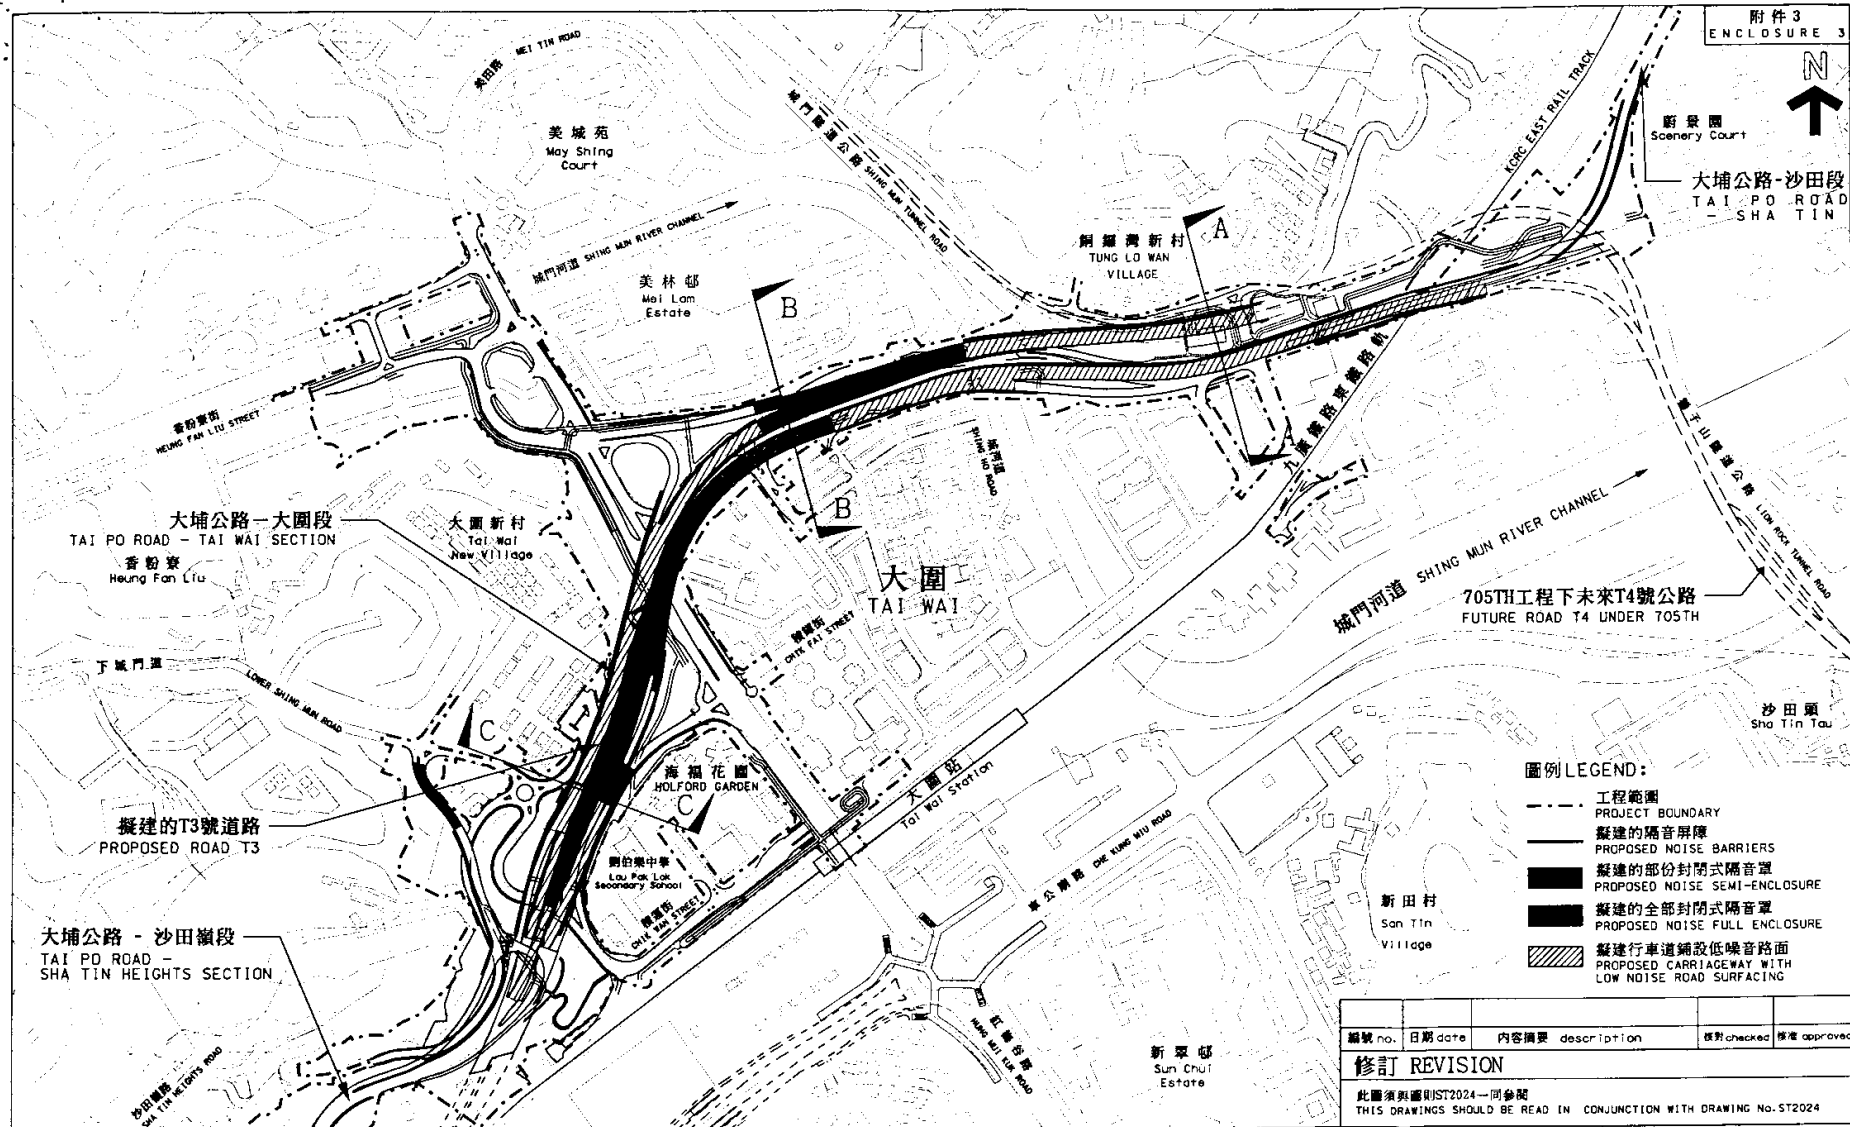 附件3
ENCLOSURE 3
N
美田路 MEI TIN ROAD
美城苑
May Shing
Court
城門隧道公路 SHING MUN TUNNEL ROAD
KCRC EAST RAIL TRACK
蔚景園
Scenery Court
大埔公路-沙田段
TAI PO ROAD
- SHA TIN
城門河道 SHING MUN RIVER CHANNEL
美林邨
Mei Lam
Estate
銅鑼灣新村
TUNG LO WAN
VILLAGE
A
B
香粉寮街
HEUNG FAN LIU STREET
九廣鐵路東鐵路軌
獅子山隧道公路 LION ROCK TUNNEL ROAD
城河道
SHING HO ROAD
A
B
大埔公路－大圍段
TAI PO ROAD - TAI WAI SECTION
香粉寮
Heung Fan Liu
大圍新村
Tai Wai
New Village
大圍
TAI WAI
城門河道 SHING MUN RIVER CHANNEL
705TH工程下未來T4號公路
FUTURE ROAD T4 UNDER 705TH
積輝街
CHIK FAI STREET
下城門道
LOWER SHING MUN ROAD
沙田頭
Sha Tin Tau
C
海福花園
HOLFORD GARDEN
C
大圍站
Tai Wai Station
擬建的T3號道路
PROPOSED ROAD T3
劉伯樂中學
Lau Pak Lok
Secondary School
積運街
CHIK WAN STREET
車公廟路 CHE KUNG MIU ROAD
新田村
San Tin
Village
大埔公路 - 沙田嶺段
TAI PO ROAD -
SHA TIN HEIGHTS SECTION
紅梅谷路
HUNG MUI KUK ROAD
新翠邨
Sun Chui
Estate
沙田嶺路
SHA TIN HEIGHTS ROAD
圖例 LEGEND:
工程範圍
PROJECT BOUNDARY
擬建的隔音屏障
PROPOSED NOISE BARRIERS
擬建的部份封閉式隔音罩
PROPOSED NOISE SEMI-ENCLOSURE
擬建的全部封閉式隔音罩
PROPOSED NOISE FULL ENCLOSURE
擬建行車道鋪設低噪音路面
PROPOSED CARRIAGEWAY WITH
LOW NOISE ROAD SURFACING
編號 no. 日期 date 內容摘要 description 核對 checked 核准 approved
修訂 REVISION
此圖須與圖則ST2024一同參閱
THIS DRAWINGS SHOULD BE READ IN CONJUNCTION WITH DRAWING No. ST2024